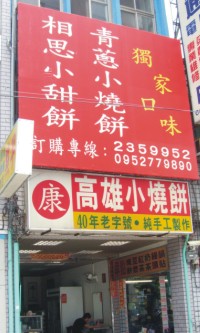 獨家口味
青蔥小燒餅
相思小甜餅
訂購專線：2359952
0952779890
康 高雄小燒餅
40年老字號·純手工製作